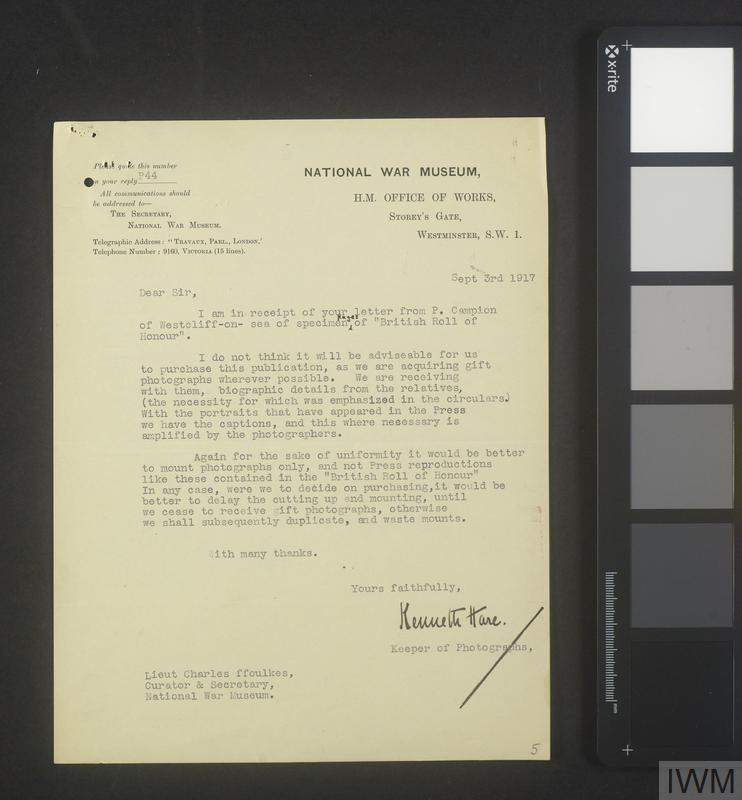 Please quote this number
in your reply P44
All communications should
be addressed to—
The Secretary,
National War Museum.
Telegraphic Address: "Travaux, Parl., London."
Telephone Number: 9160, Victoria (15 lines).
NATIONAL WAR MUSEUM,
H.M. OFFICE OF WORKS,
Storey's Gate,
Westminster, S.W. 1.
Sept 3rd 1917
Dear Sir,
I am in receipt of your letter from P. Campion
of Westcliff-on- sea of specimen pages of "British Roll of
Honour".
I do not think it will be adviseable for us
to purchase this publication, as we are acquiring gift
photographs wherever possible. We are receiving
with them, biographic details from the relatives,
(the necessity for which was emphasized in the circulars.)
With the portraits that have appeared in the Press
we have the captions, and this where necessary is
amplified by the photographers.
Again for the sake of uniformity it would be better
to mount photographs only, and not Press reproductions
like these contained in the "British Roll of Honour"
In any case, were we to decide on purchasing,it would be
better to delay the cutting up and mounting, until
we cease to receive gift photographs, otherwise
we shall subsequently duplicate, and waste mounts.
With many thanks.
Yours faithfully,
Kenneth Hare.
Keeper of Photographs,
Lieut Charles ffoulkes,
Curator & Secretary,
National War Museum.
5
x-rite
mm
IWM